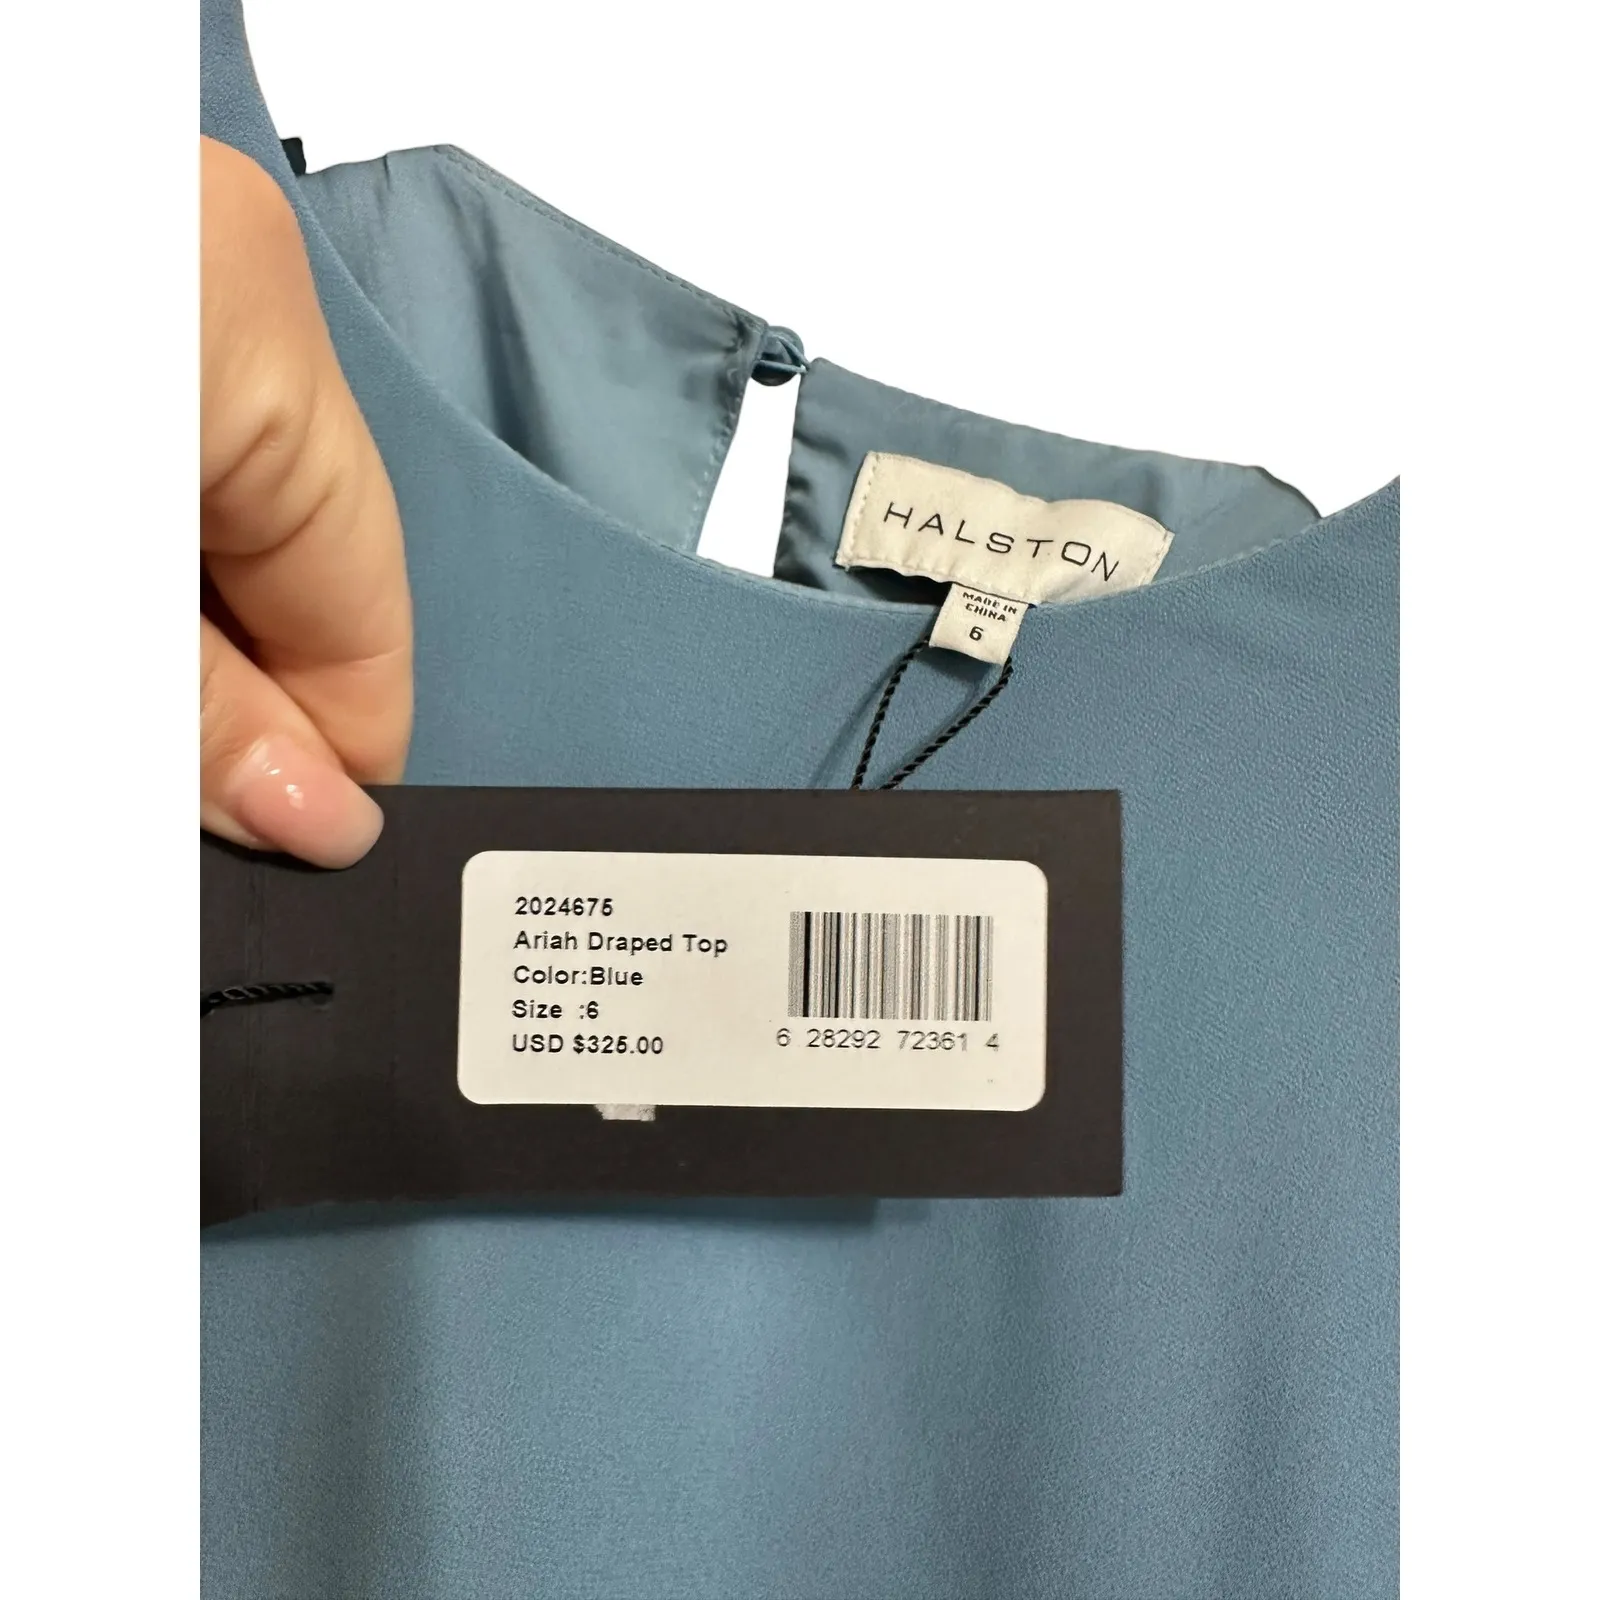 HALSTON
MADE IN
CHINA
6
2024675
Ariah Draped Top
Color:Blue
Size :6
USD $325.00
6 28292 72361 4